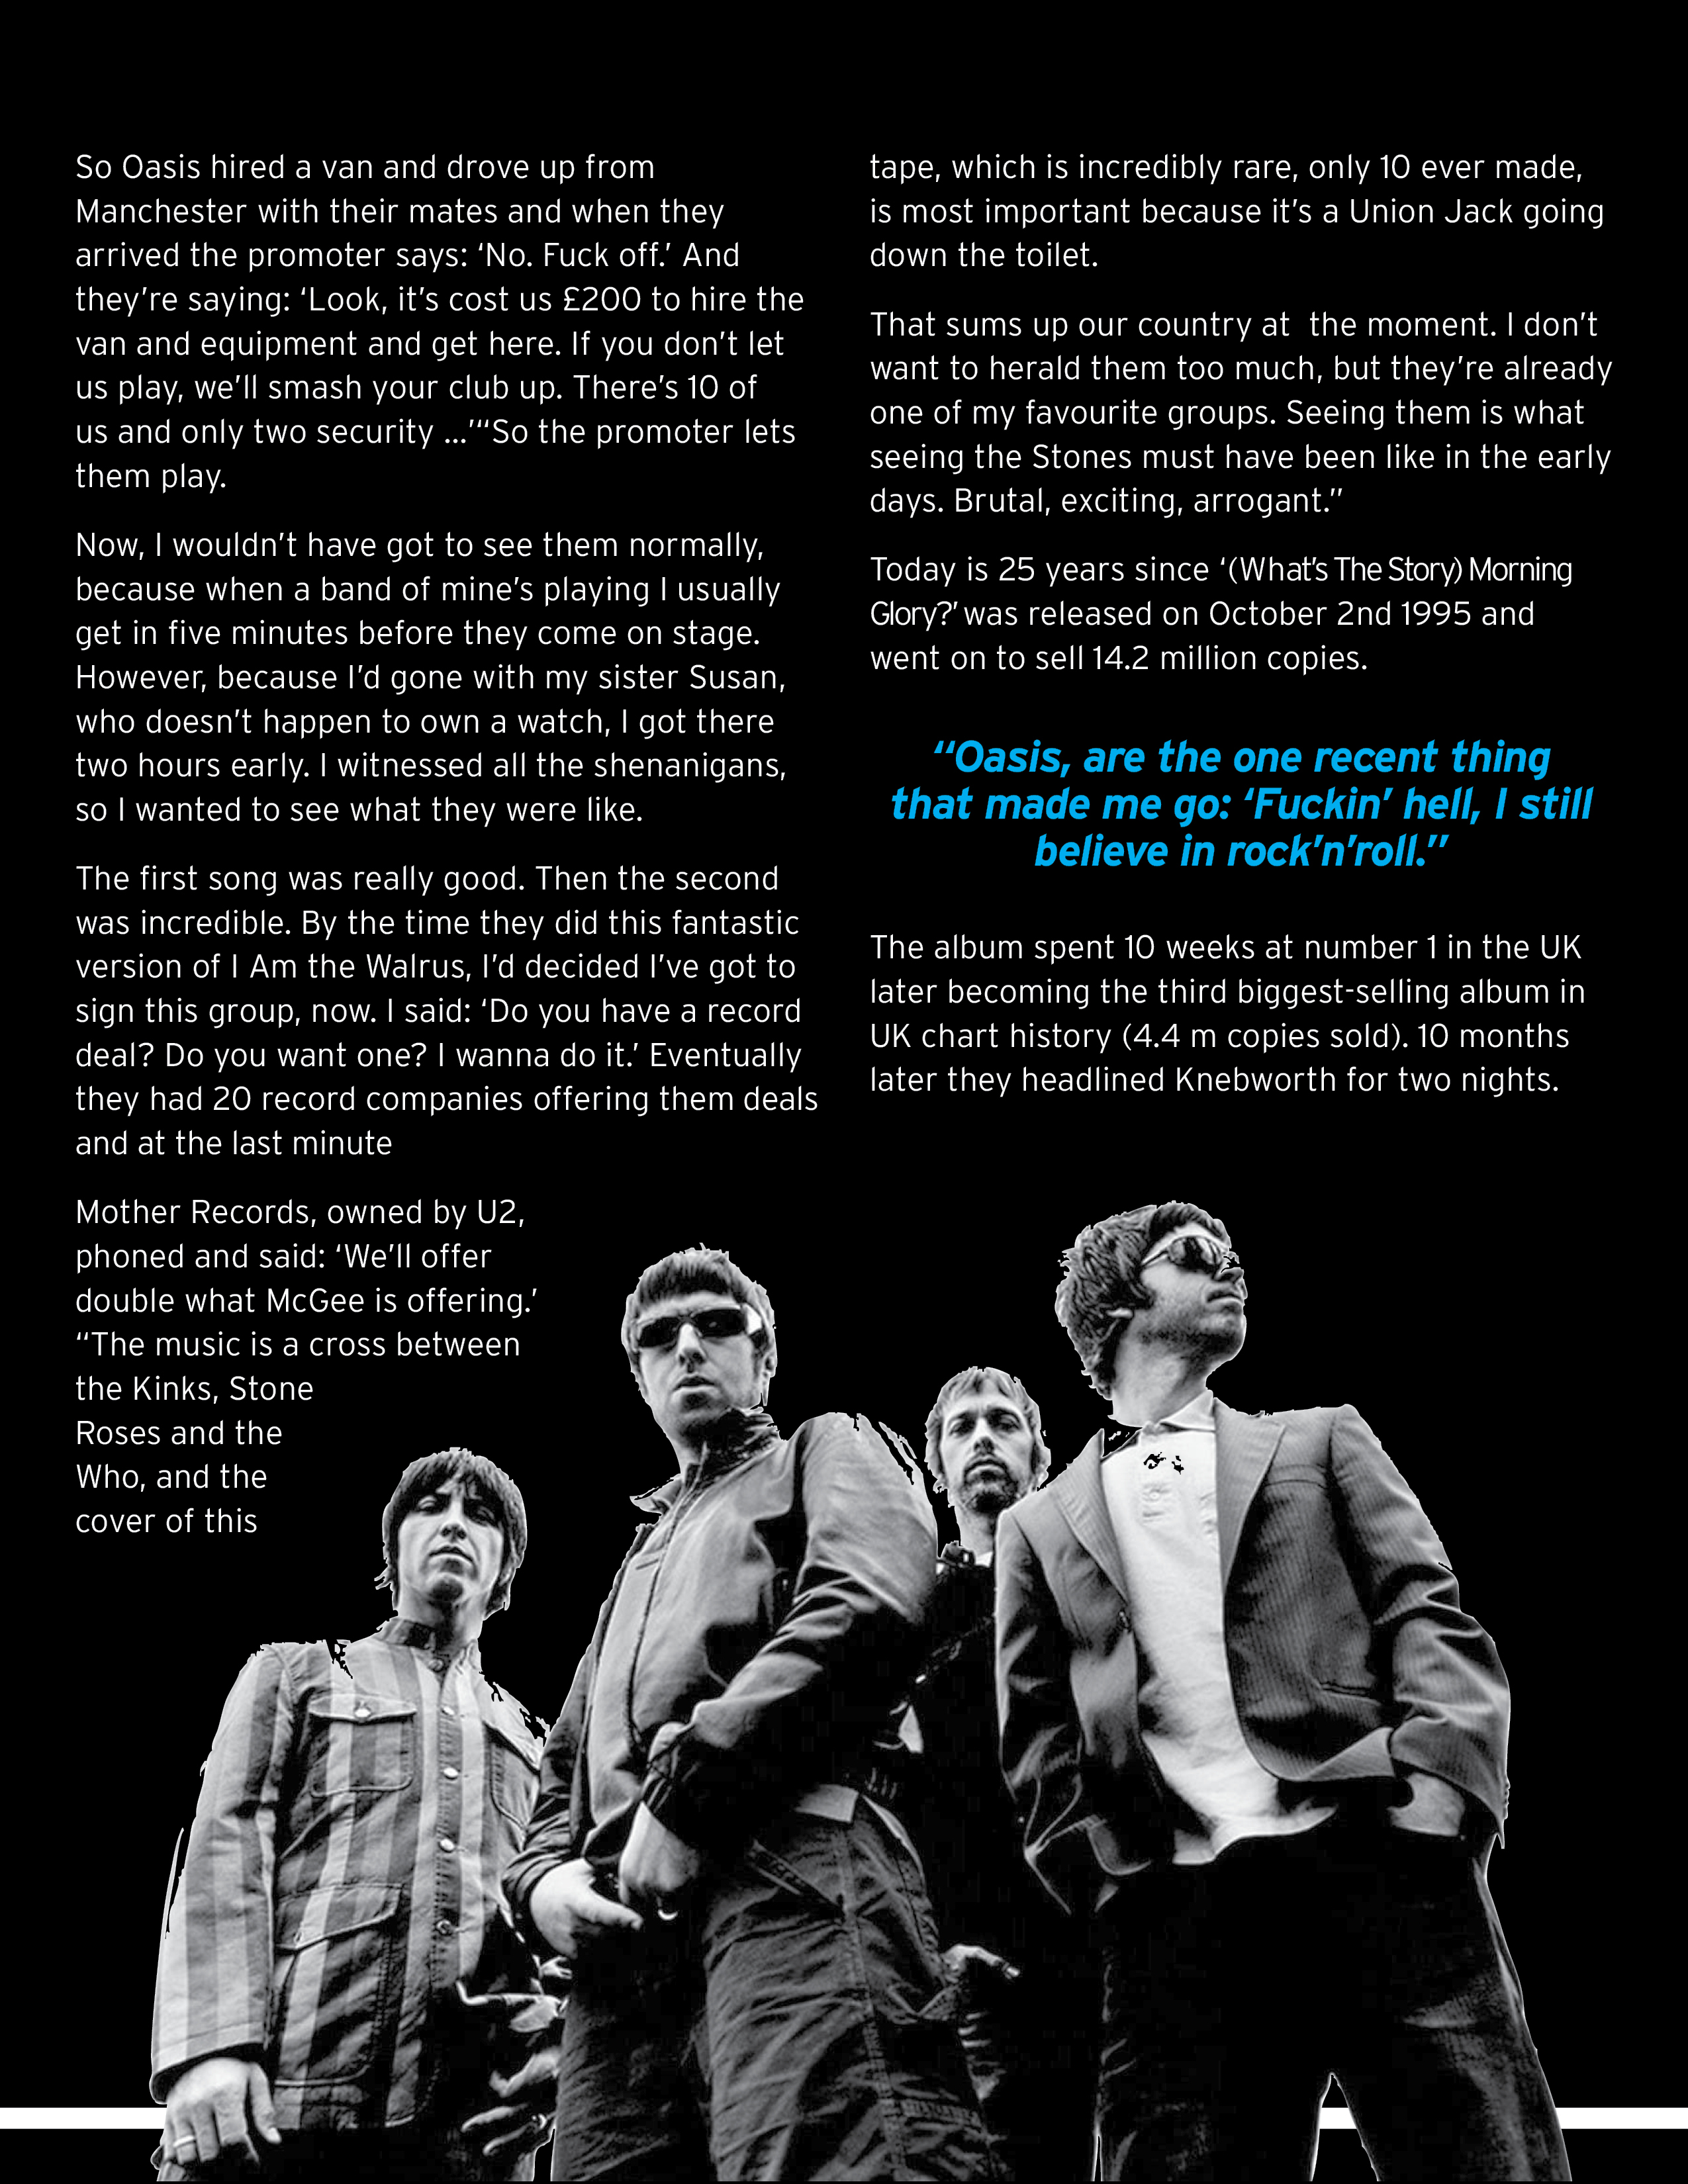 So Oasis hired a van and drove up from
Manchester with their mates and when they
arrived the promoter says: ‘No. Fuck off.’ And
they’re saying: ‘Look, it’s cost us £200 to hire the
van and equipment and get here. If you don’t let
us play, we’ll smash your club up. There’s 10 of
us and only two security ...’“So the promoter lets
them play.
Now, I wouldn’t have got to see them normally,
because when a band of mine’s playing I usually
get in five minutes before they come on stage.
However, because I’d gone with my sister Susan,
who doesn’t happen to own a watch, I got there
two hours early. I witnessed all the shenanigans,
so I wanted to see what they were like.
The first song was really good. Then the second
was incredible. By the time they did this fantastic
version of I Am the Walrus, I’d decided I’ve got to
sign this group, now. I said: ‘Do you have a record
deal? Do you want one? I wanna do it.’ Eventually
they had 20 record companies offering them deals
and at the last minute
Mother Records, owned by U2,
phoned and said: ‘We’ll offer
double what McGee is offering.’
“The music is a cross between
the Kinks, Stone
Roses and the
Who, and the
cover of this
tape, which is incredibly rare, only 10 ever made,
is most important because it’s a Union Jack going
down the toilet.
That sums up our country at  the moment. I don’t
want to herald them too much, but they’re already
one of my favourite groups. Seeing them is what
seeing the Stones must have been like in the early
days. Brutal, exciting, arrogant.”
Today is 25 years since ‘(What’s The Story) Morning
Glory?’ was released on October 2nd 1995 and
went on to sell 14.2 million copies.
“Oasis, are the one recent thing
that made me go: ‘Fuckin’ hell, I still
believe in rock’n’roll.”
The album spent 10 weeks at number 1 in the UK
later becoming the third biggest-selling album in
UK chart history (4.4 m copies sold). 10 months
later they headlined Knebworth for two nights.